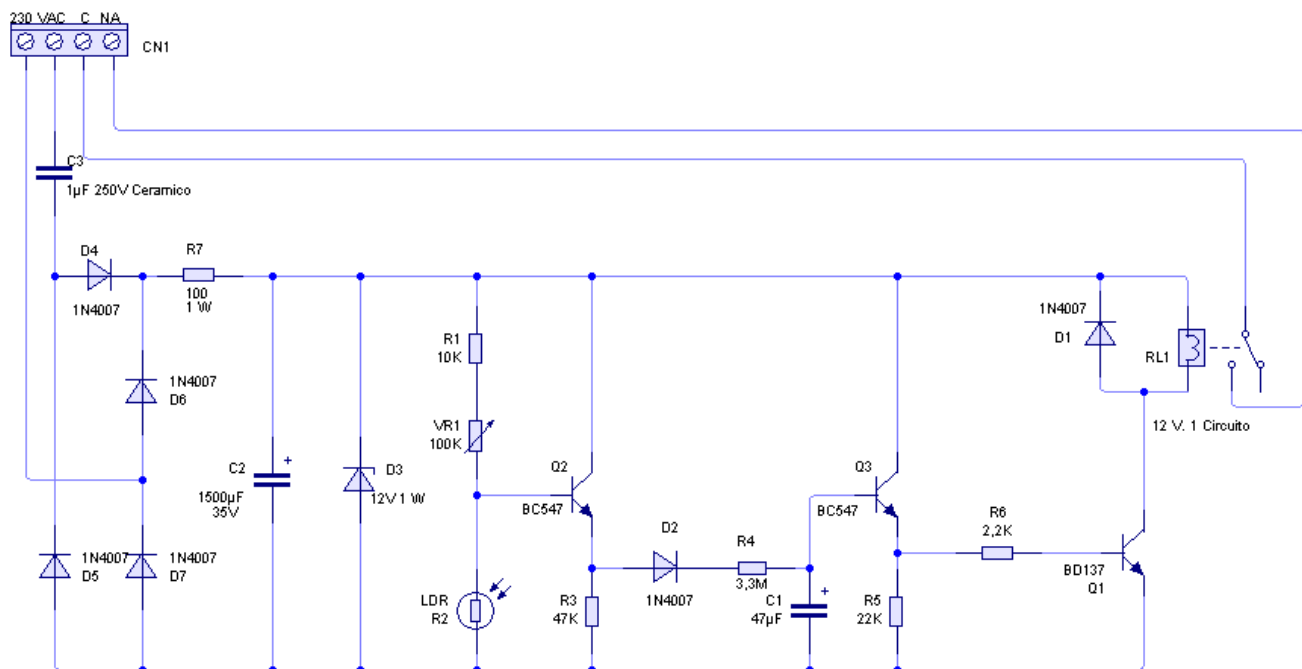 230 VAC C NA
CN1
C3
1µF 250V Ceramico
D4
1N4007
R7
100
1 W
1N4007
D6
1N4007
D5
1N4007
D7
C2
1500µF
35V
D3
12V 1 W
R1
10K
VR1
100K
LDR
R2
Q2
BC547
R3
47K
D2
1N4007
R4
3,3M
C1
47µF
Q3
BC547
R5
22K
R6
2,2K
1N4007
D1
RL1
12 V. 1 Circuito
BD137
Q1